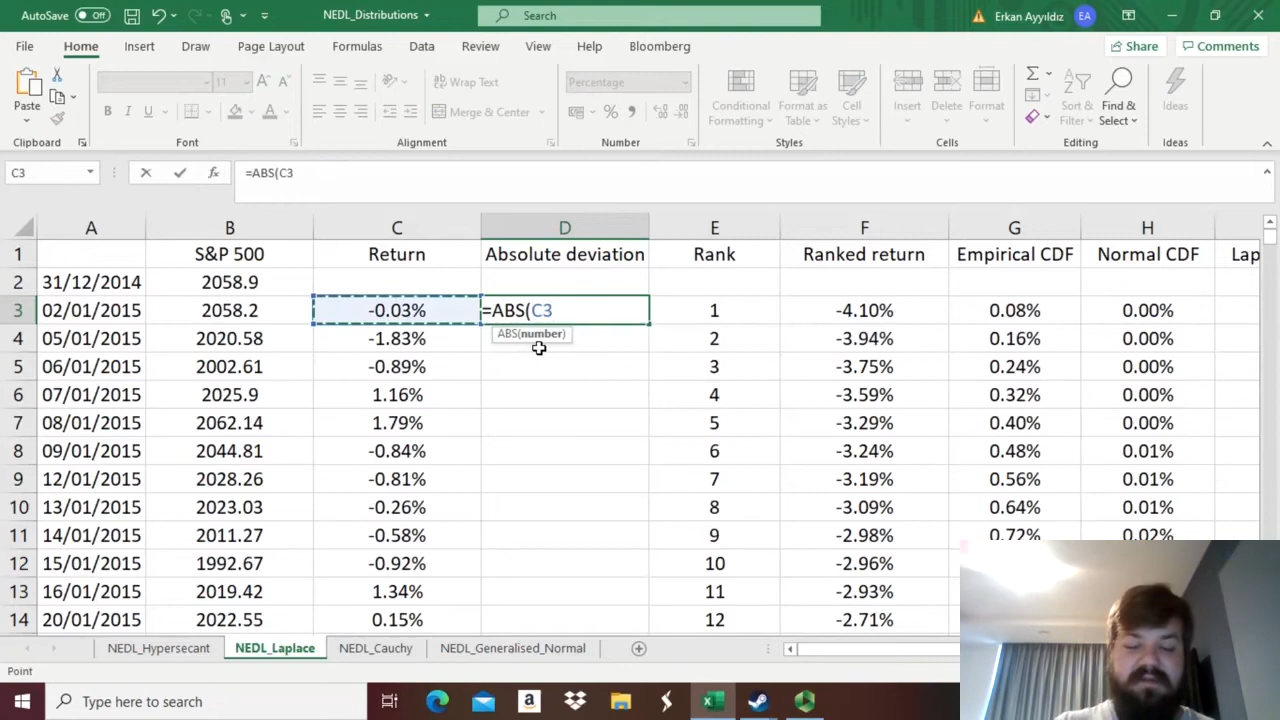 AutoSave Off NEDL_Distributions Search Erkan Ayyıldız EA
File Home Insert Draw Page Layout Formulas Data Review View Help Bloomberg Share Comments
Paste 11 A A Wrap Text Percentage Conditional Formatting Format as Table Cell Styles Insert Delete Format Sort & Filter Find & Select Ideas
B I U Merge & Center
Clipboard Font Alignment Number Styles Cells Editing Ideas
C3 fx =ABS(C3
A B C D E F G H
1 S&P 500 Return Absolute deviation Rank Ranked return Empirical CDF Normal CDF Lap
2 31/12/2014 2058.9
3 02/01/2015 2058.2 -0.03% =ABS(C3 1 -4.10% 0.08% 0.00%
ABS(number)
4 05/01/2015 2020.58 -1.83% 2 -3.94% 0.16% 0.00%
5 06/01/2015 2002.61 -0.89% 3 -3.75% 0.24% 0.00%
6 07/01/2015 2025.9 1.16% 4 -3.59% 0.32% 0.00%
7 08/01/2015 2062.14 1.79% 5 -3.29% 0.40% 0.00%
8 09/01/2015 2044.81 -0.84% 6 -3.24% 0.48% 0.01%
9 12/01/2015 2028.26 -0.81% 7 -3.19% 0.56% 0.01%
10 13/01/2015 2023.03 -0.26% 8 -3.09% 0.64% 0.01%
11 14/01/2015 2011.27 -0.58% 9 -2.98% 0.72% 0.02%
12 15/01/2015 1992.67 -0.92% 10 -2.96%
13 16/01/2015 2019.42 1.34% 11 -2.93%
14 20/01/2015 2022.55 0.15% 12 -2.71%
NEDL_Hypersecant NEDL_Laplace NEDL_Cauchy NEDL_Generalised_Normal
Point
Type here to search